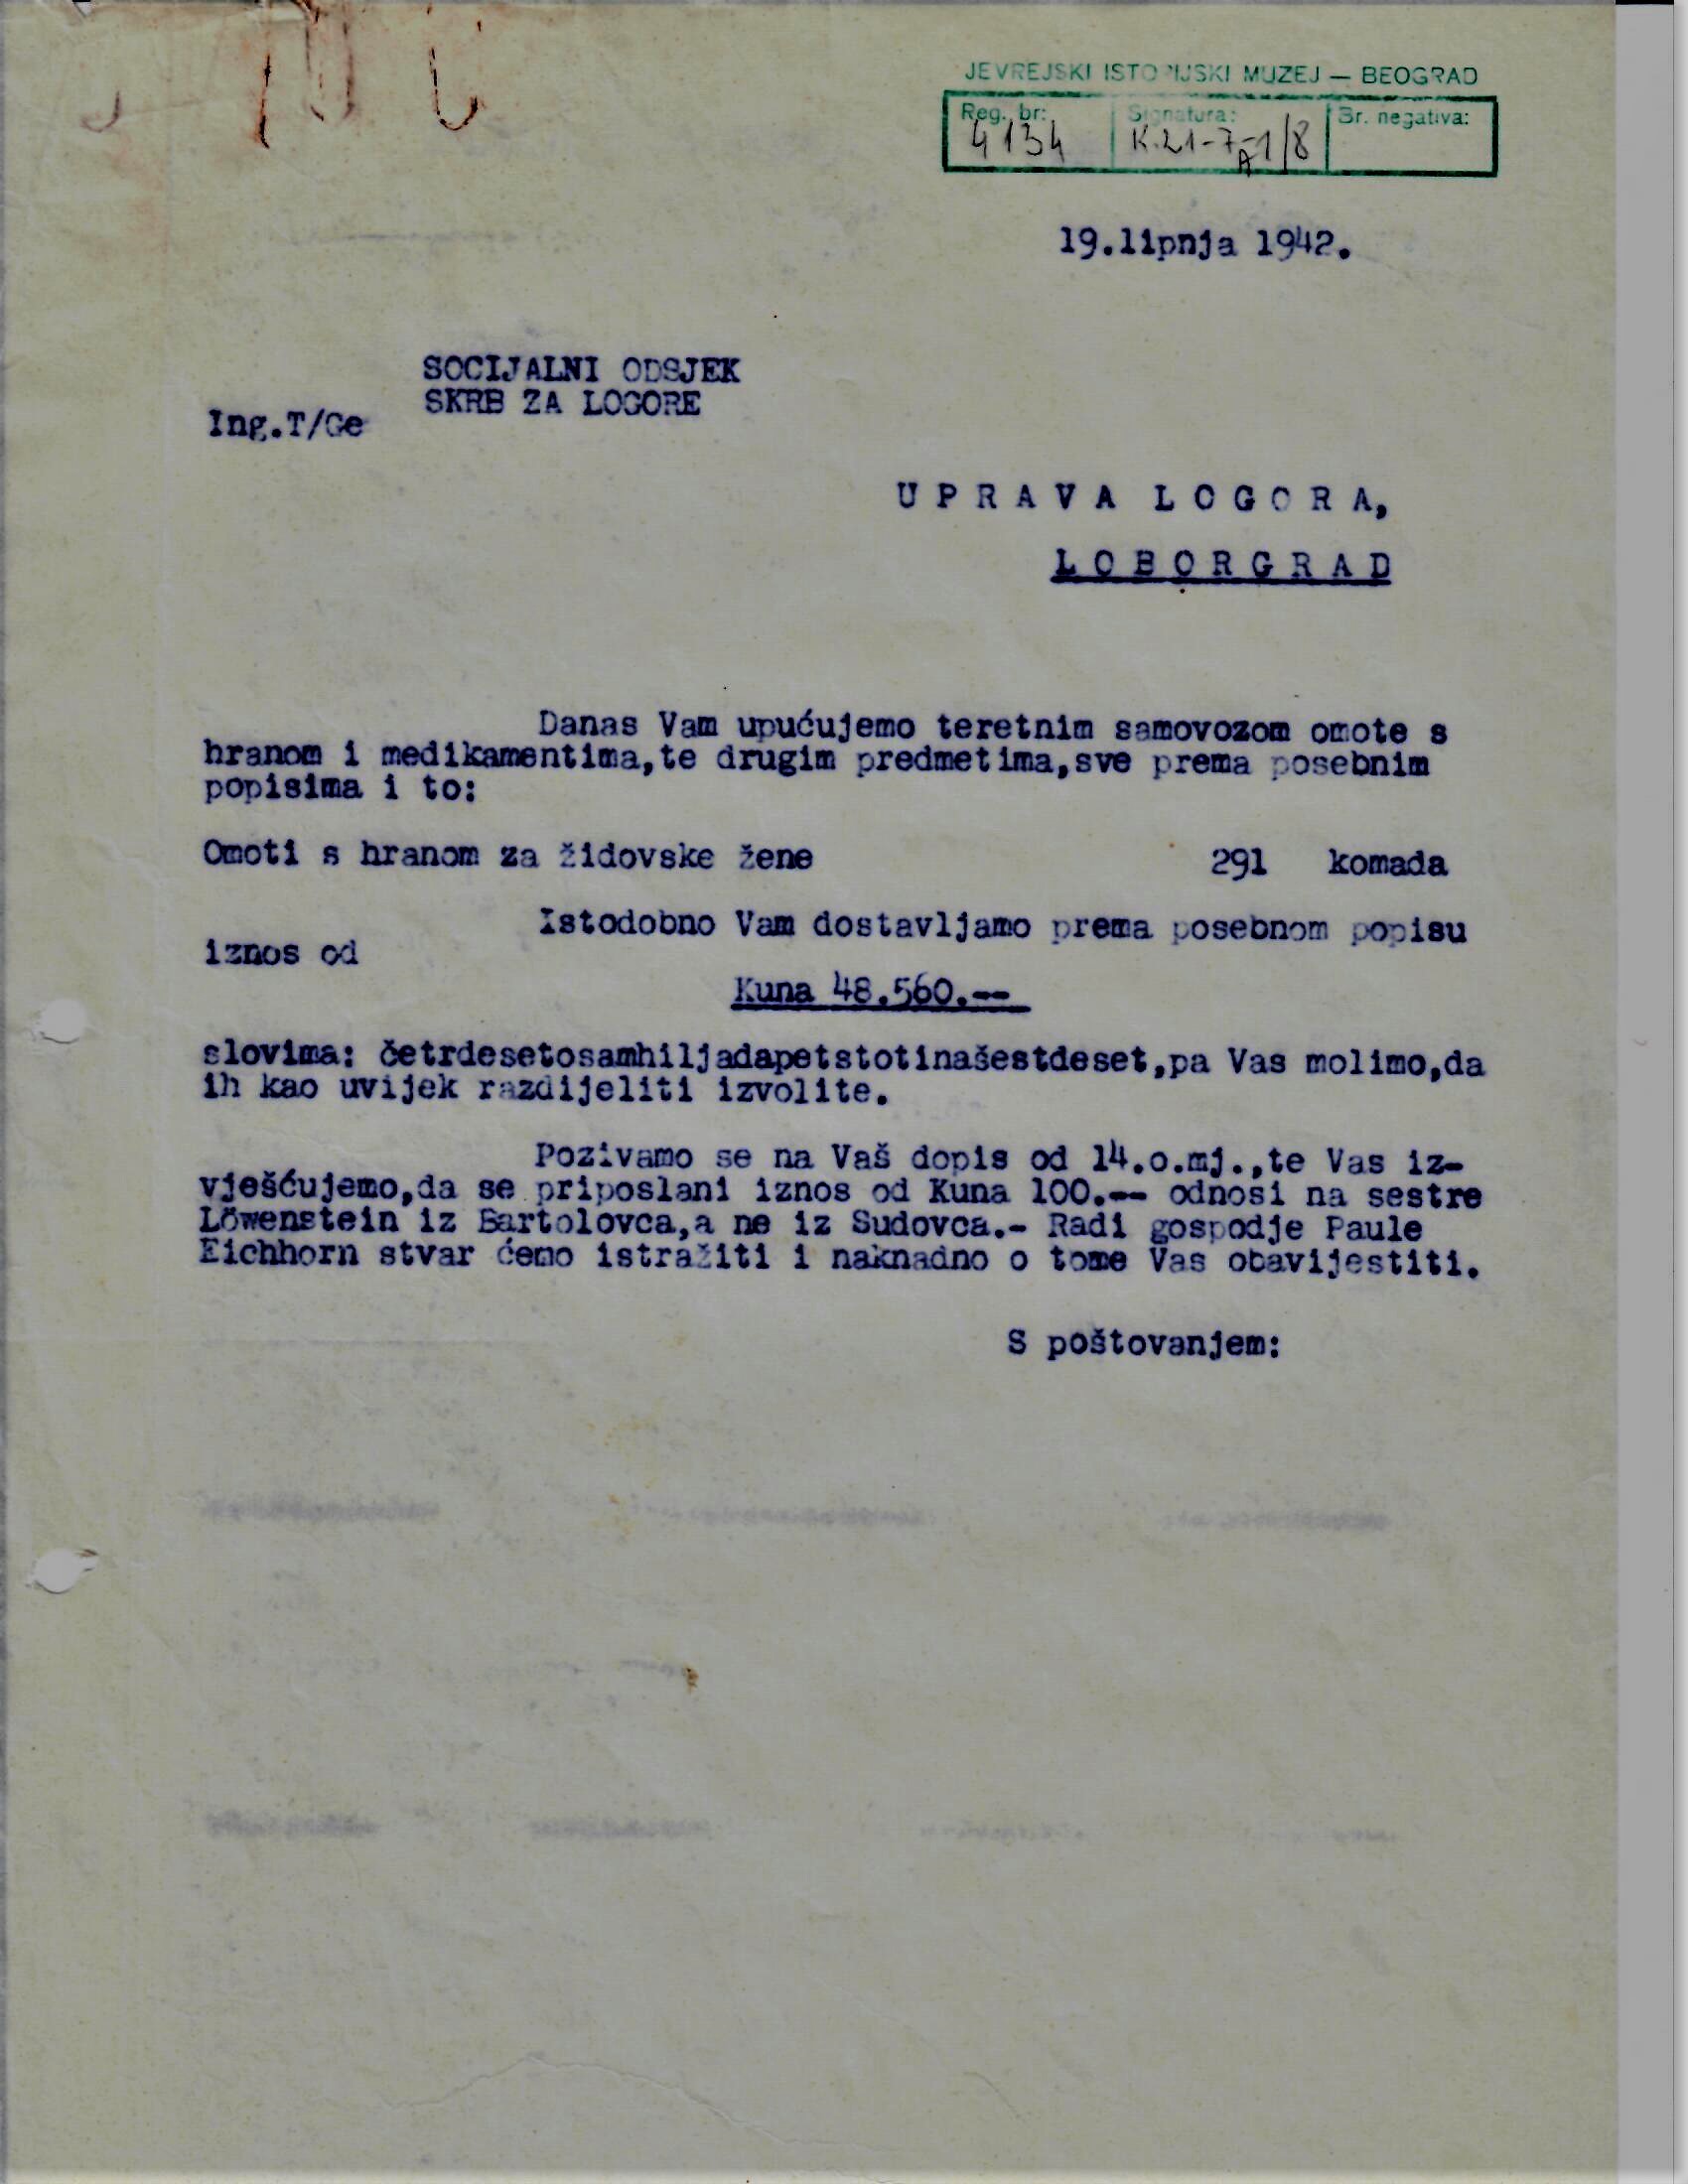 JEVREJSKI ISTORIJSKI MUZEJ — BEOGRAD
Reg. br: Signatura: Br. negativa:
4134 K.21-7A-1/8
19.lipnja 1942.
SOCIJALNI ODSJEK
SKRB ZA LOGORE
Ing.T/Ge
U P R A V A L O G O R A,
L O B O R G R A D
Danas Vam upućujemo teretnim samovozom omote s
hranom i medikamentima,te drugim predmetima,sve prema posebnim
popisima i to:
Omoti s hranom za židovske žene 291 komada
Istodobno Vam dostavljamo prema posebnom popisu
iznos od
Kuna 48.560.--
slovima: četrdesetosamhiljadapetstotinašestdeset,pa Vas molimo,da
ih kao uvijek razdijeliti izvolite.
Pozivamo se na Vaš dopis od 14.o.mj.,te Vas iz-
vješćujemo,da se priposlani iznos od Kuna 100.-- odnosi na sestre
Löwenstein iz Bartolovca,a ne iz Sudovca.- Radi gospodje Paule
Eichhorn stvar ćemo istražiti i naknadno o tome Vas obavijestiti.
S poštovanjem: